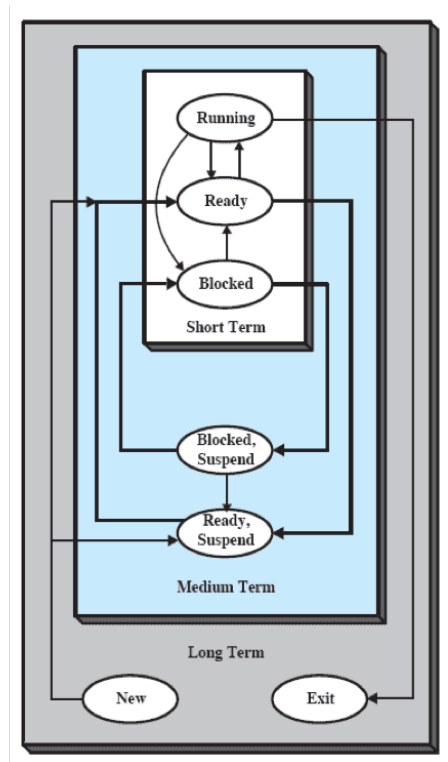 Running
Ready
Blocked
Short Term
Blocked,
Suspend
Ready,
Suspend
Medium Term
Long Term
New
Exit